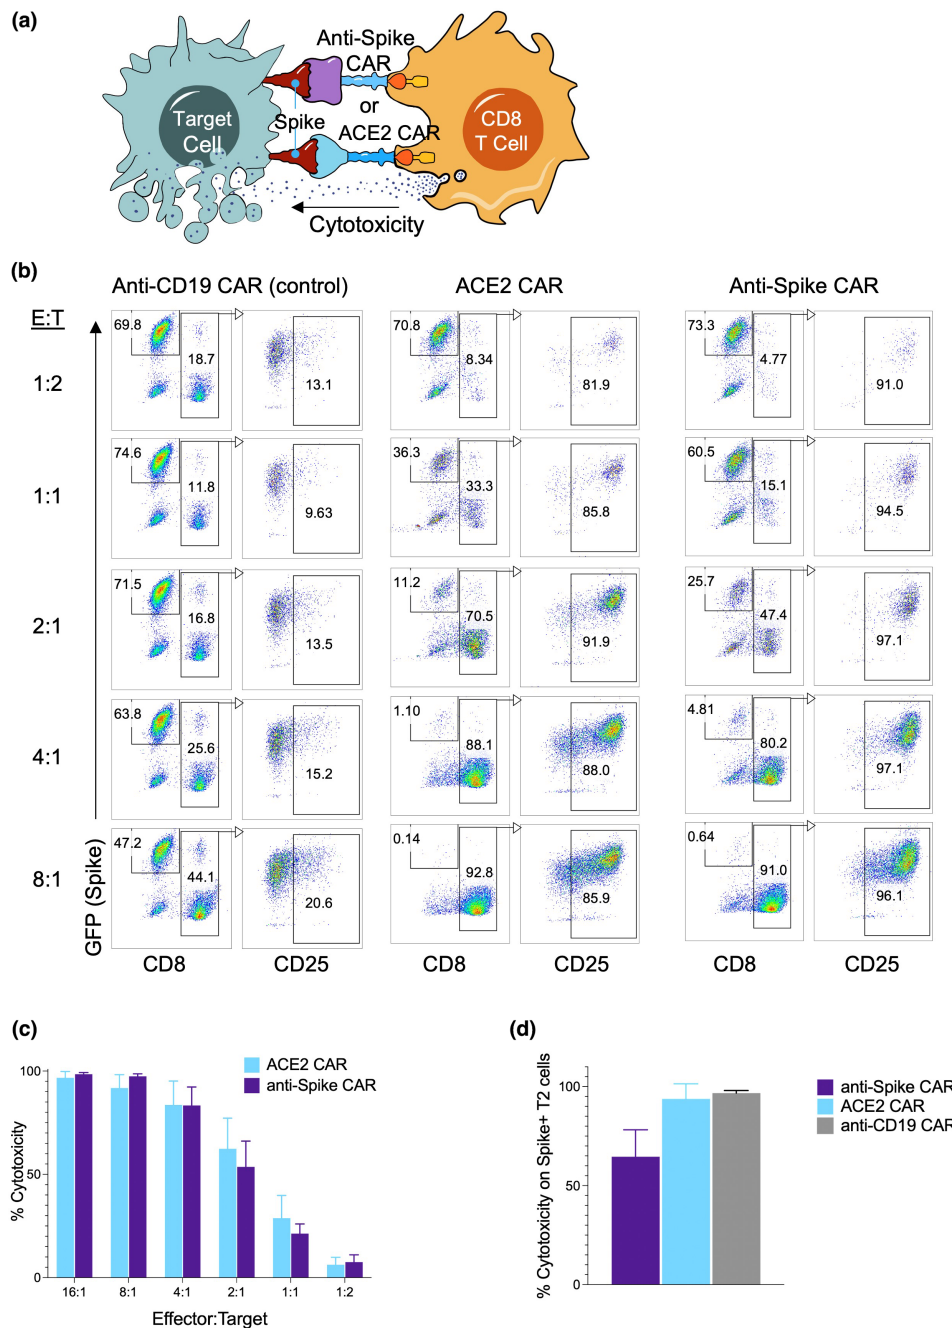 (a)
Anti-Spike
CAR
or
ACE2 CAR
Target
Cell
Spike
CD8
T Cell
Cytotoxicity
(b)
Anti-CD19 CAR (control) ACE2 CAR Anti-Spike CAR
E:T
1:2
69.8 18.7 13.1 70.8 8.34 81.9 73.3 4.77 91.0
1:1
74.6 11.8 9.63 36.3 33.3 85.8 60.5 15.1 94.5
2:1
71.5 16.8 13.5 11.2 70.5 91.9 25.7 47.4 97.1
4:1
63.8 25.6 15.2 1.10 88.1 88.0 4.81 80.2 97.1
8:1
47.2 44.1 20.6 0.14 92.8 85.9 0.64 91.0 96.1
GFP (Spike)
CD8 CD25 CD8 CD25 CD8 CD25
(c)
ACE2 CAR
anti-Spike CAR
% Cytotoxicity
100
50
0
16:1 8:1 4:1 2:1 1:1 1:2
Effector:Target
(d)
% Cytotoxicity on Spike+ T2 cells
100
50
0
anti-Spike CAR
ACE2 CAR
anti-CD19 CAR